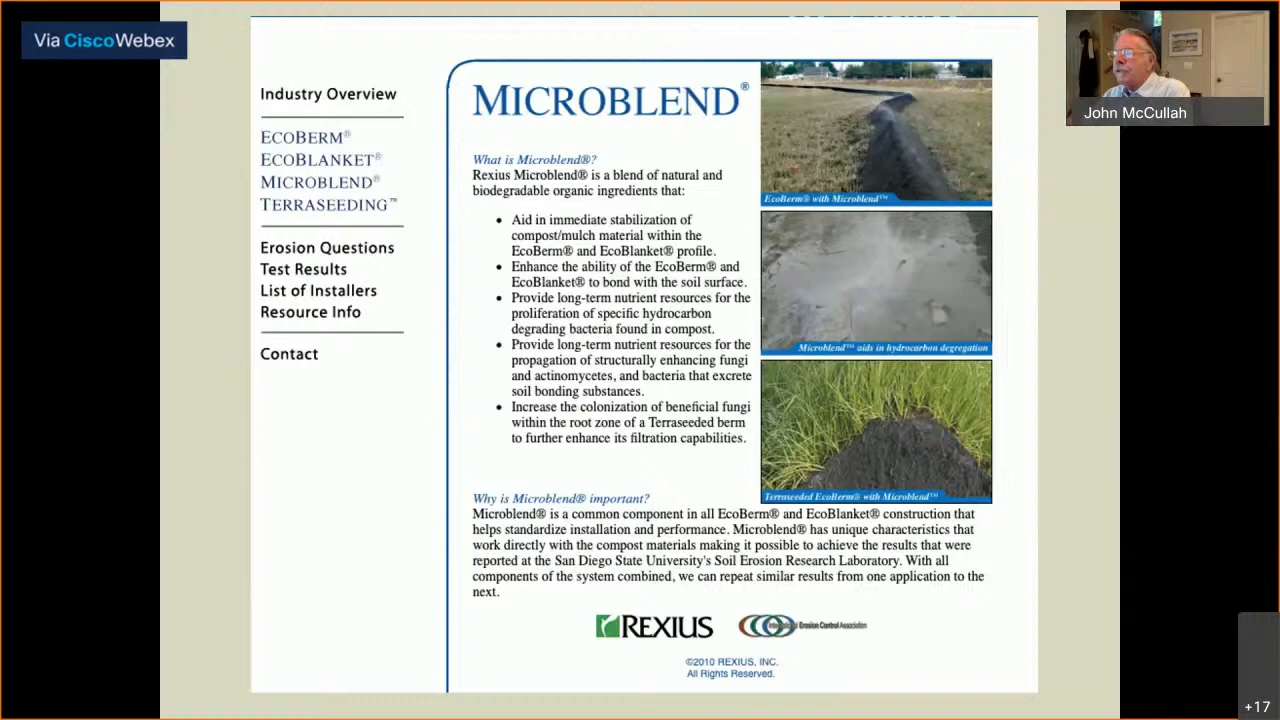 Via CiscoWebex
John McCullah
Industry Overview
ECOBERM®
ECOBLANKET®
MICROBLEND®
TERRASEEDING™
Erosion Questions
Test Results
List of Installers
Resource Info
Contact
MICROBLEND®
What is Microblend®?
Rexius Microblend® is a blend of natural and
biodegradable organic ingredients that:
• Aid in immediate stabilization of
compost/mulch material within the
EcoBerm® and EcoBlanket® profile.
• Enhance the ability of the EcoBerm® and
EcoBlanket® to bond with the soil surface.
• Provide long-term nutrient resources for the
proliferation of specific hydrocarbon
degrading bacteria found in compost.
• Provide long-term nutrient resources for the
propagation of structurally enhancing fungi
and actinomycetes, and bacteria that excrete
soil bonding substances.
• Increase the colonization of beneficial fungi
within the root zone of a Terraseeded berm
to further enhance its filtration capabilities.
EcoBerm® with Microblend™
Microblend™ aids in hydrocarbon degregation
Terraseeded EcoBerm® with Microblend™
Why is Microblend® important?
Microblend® is a common component in all EcoBerm® and EcoBlanket® construction that
helps standardize installation and performance. Microblend® has unique characteristics that
work directly with the compost materials making it possible to achieve the results that were
reported at the San Diego State University's Soil Erosion Research Laboratory. With all
components of the system combined, we can repeat similar results from one application to the
next.
REXIUS
International Erosion Control Association
©2010 REXIUS, INC.
All Rights Reserved.
+17